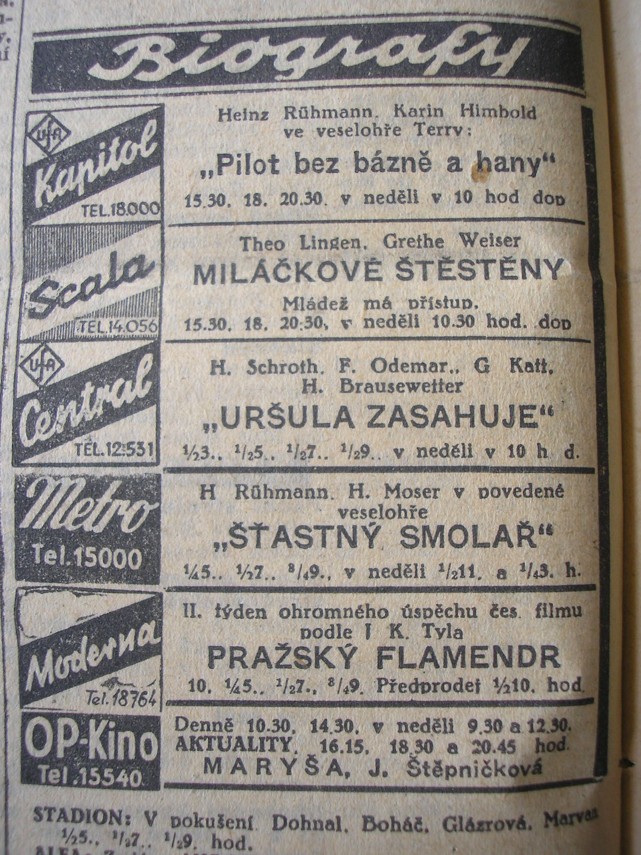 Biografy
UFA
Kapitol
TEL.18.000
Heinz Rühmann. Karin Himbold
ve veselohře Terry:
„Pilot bez bázně a hany“
15.30. 18. 20.30. v neděli v 10 hod dop
Scala
TEL.14.056
Theo Lingen. Grethe Weiser
MILÁČKOVÉ ŠTĚSTĚNY
Mládež má přístup.
15.30. 18. 20:30, v neděli 10.30 hod. dop
UFA
Central
TEL.12:531
H. Schroth. F. Odemar., G Katt,
H. Brausewetter
„URŠULA ZASAHUJE“
½3., ½5., ½7.. ½9.. v neděli v 10 h d.
Metro
Tel.15000
H Rühmann. H. Moser v povedené
veselohře
„ŠŤASTNÝ SMOLAŘ“
¼5.. ½7.. ¾9., v neděli ½11. a ¼3. h.
Moderna
Tel.18764
II. týden ohromného úspěchu čes. filmu
podle J K. Tyla
PRAŽSKÝ FLAMENDR
10. ¼5.. ½7., ¾9. Předprodej ½10. hod.
OP-Kino
Tel.15540.
Denně 10.30, 14.30, v neděli 9.30 a 12.30.
AKTUALITY. 16.15. 18.30 a 20.45 hod.
MARYŠA, J. Štěpničková
STADION: V pokušení Dohnal, Boháč, Glázrová, Marvan
½5.. ½7.. ½9. hod.